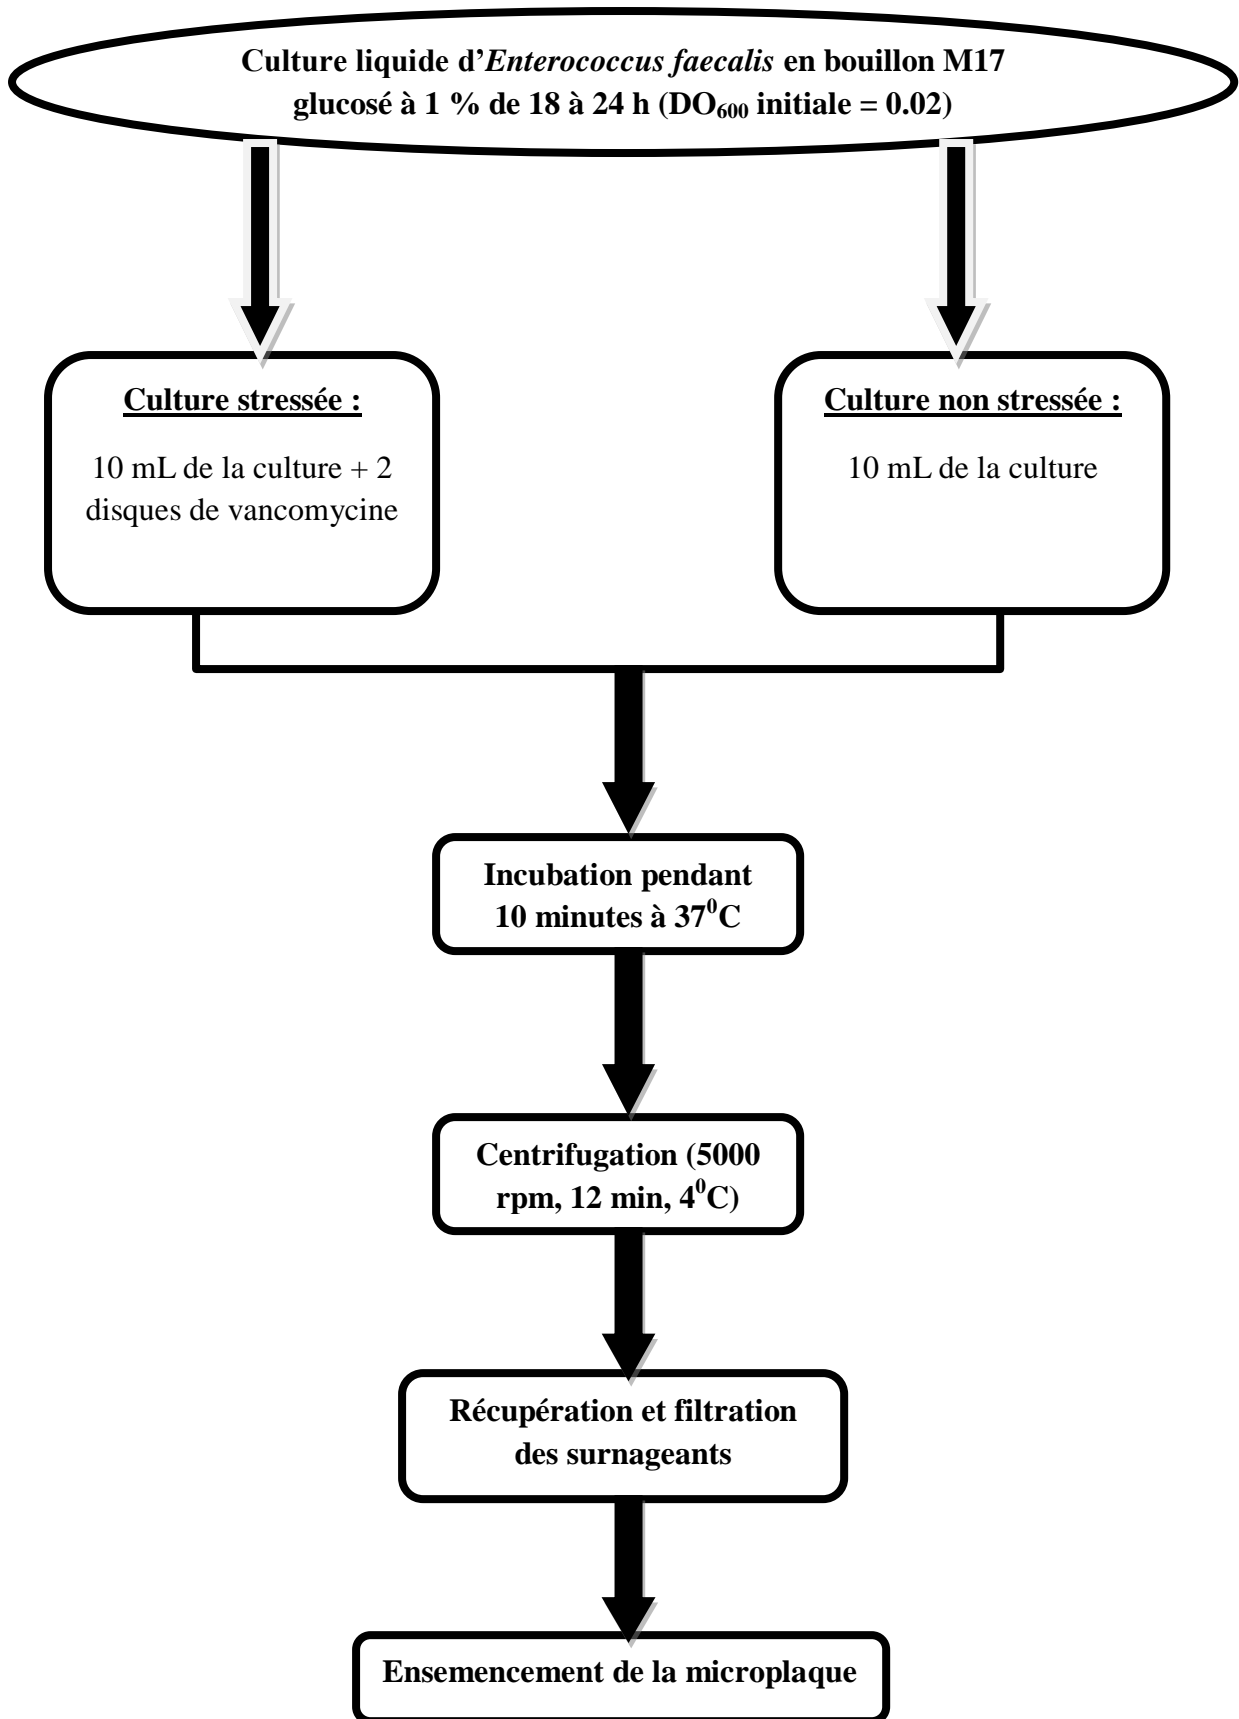 Culture liquide d’Enterococcus faecalis en bouillon M17
glucosé à 1 % de 18 à 24 h (DO₆₀₀ initiale = 0.02)
Culture stressée :
10 mL de la culture + 2
disques de vancomycine
Culture non stressée :
10 mL de la culture
Incubation pendant
10 minutes à 37⁰C
Centrifugation (5000
rpm, 12 min, 4⁰C)
Récupération et filtration
des surnageants
Ensemencement de la microplaque